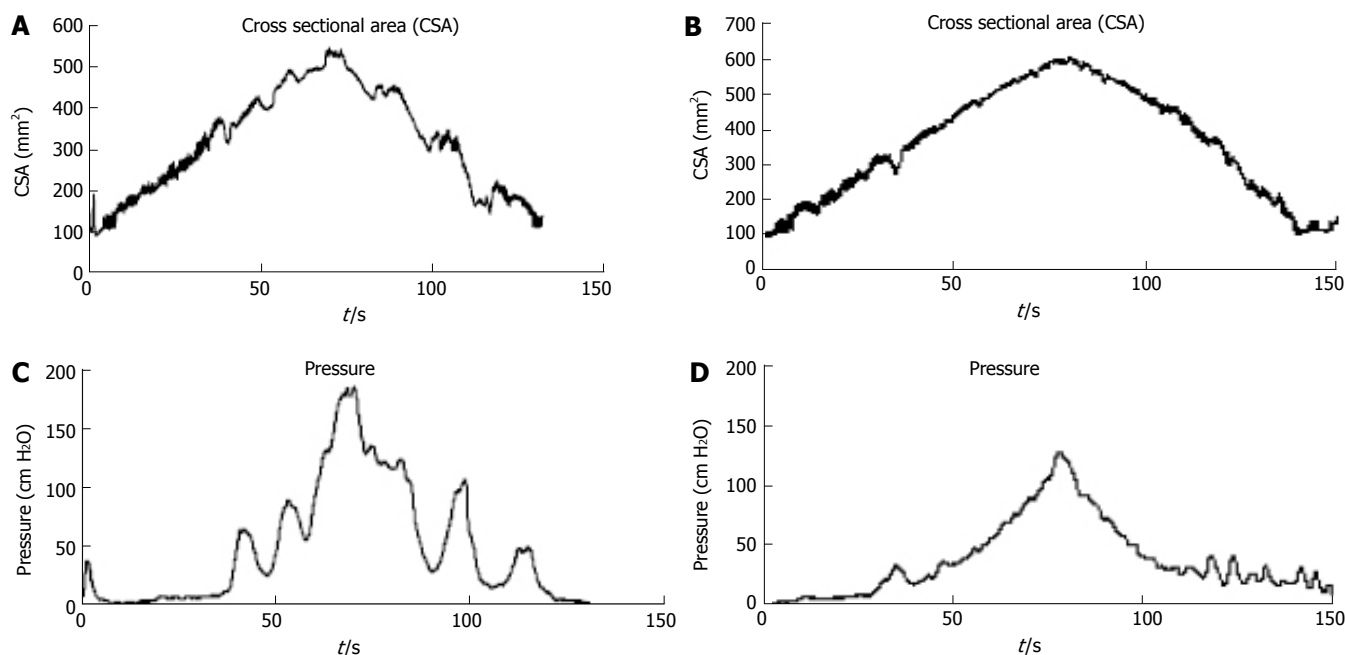 A
Cross sectional area (CSA)
600
500
400
300
200
100
0
CSA (mm²)
0 50 100 150
t/s
B
Cross sectional area (CSA)
700
600
500
400
300
200
100
0
CSA (mm²)
0 50 100 150
t/s
C
Pressure
200
150
100
50
0
Pressure (cm H₂O)
0 50 100 150
t/s
D
Pressure
200
150
100
50
0
Pressure (cm H₂O)
0 50 100 150
t/s